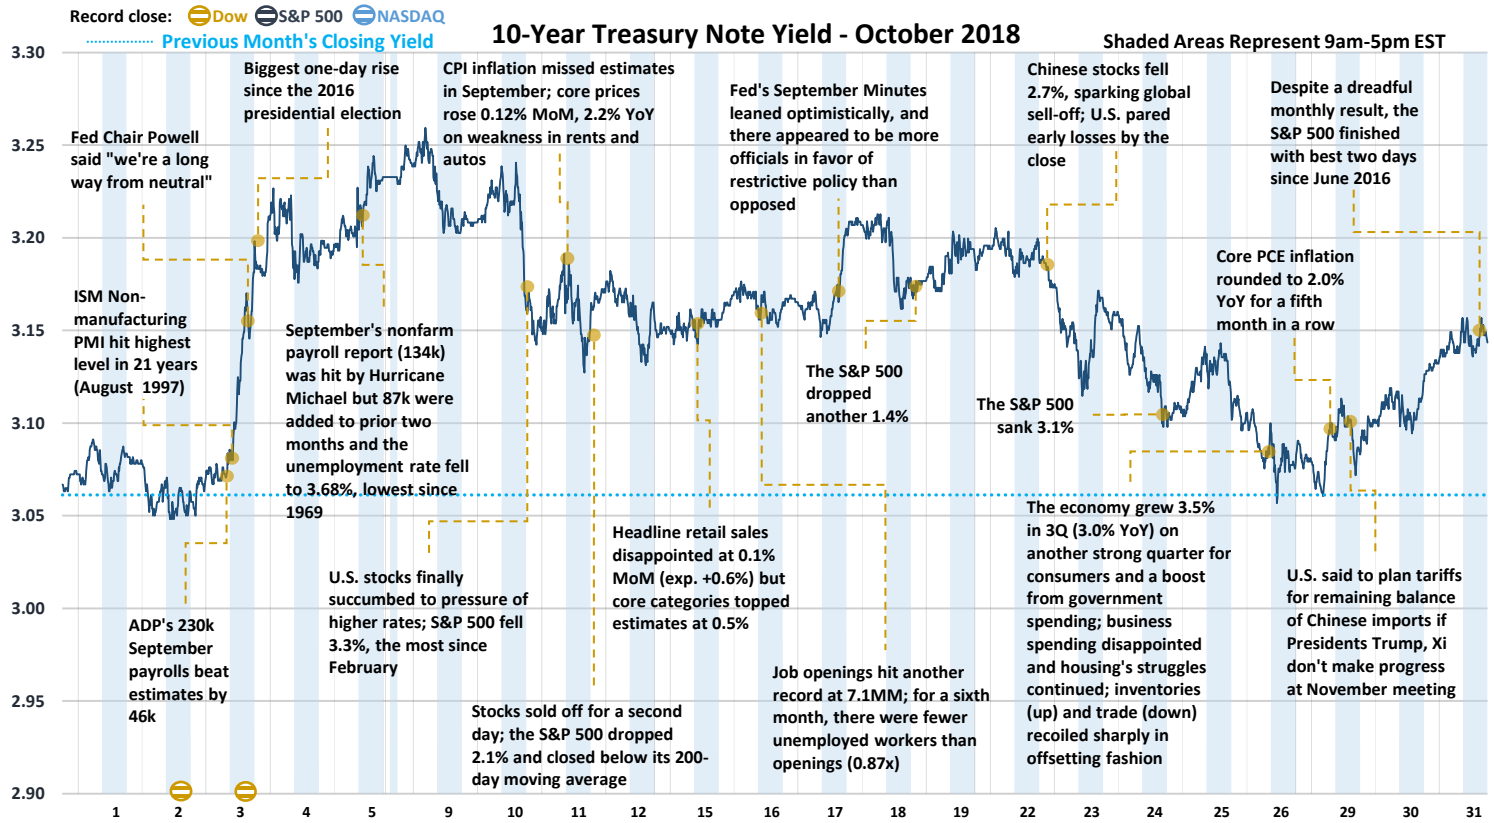 Record close: Dow S&P 500 NASDAQ
Previous Month's Closing Yield
10-Year Treasury Note Yield - October 2018
Shaded Areas Represent 9am-5pm EST
3.30
3.25
3.20
3.15
3.10
3.05
3.00
2.95
2.90
Fed Chair Powell
said "we're a long
way from neutral"
Biggest one-day rise
since the 2016
presidential election
CPI inflation missed estimates
in September; core prices
rose 0.12% MoM, 2.2% YoY
on weakness in rents and
autos
Fed's September Minutes
leaned optimistically, and
there appeared to be more
officials in favor of
restrictive policy than
opposed
Chinese stocks fell
2.7%, sparking global
sell-off; U.S. pared
early losses by the
close
Despite a dreadful
monthly result, the
S&P 500 finished
with best two days
since June 2016
ISM Non-
manufacturing
PMI hit highest
level in 21 years
(August 1997)
September's nonfarm
payroll report (134k)
was hit by Hurricane
Michael but 87k were
added to prior two
months and the
unemployment rate fell
to 3.68%, lowest since
1969
The S&P 500
dropped
another 1.4%
The S&P 500
sank 3.1%
Core PCE inflation
rounded to 2.0%
YoY for a fifth
month in a row
ADP's 230k
September
payrolls beat
estimates by
46k
U.S. stocks finally
succumbed to pressure of
higher rates; S&P 500 fell
3.3%, the most since
February
Stocks sold off for a second
day; the S&P 500 dropped
2.1% and closed below its 200-
day moving average
Headline retail sales
disappointed at 0.1%
MoM (exp. +0.6%) but
core categories topped
estimates at 0.5%
Job openings hit another
record at 7.1MM; for a sixth
month, there were fewer
unemployed workers than
openings (0.87x)
The economy grew 3.5%
in 3Q (3.0% YoY) on
another strong quarter for
consumers and a boost
from government
spending; business
spending disappointed
and housing's struggles
continued; inventories
(up) and trade (down)
recoiled sharply in
offsetting fashion
U.S. said to plan tariffs
for remaining balance
of Chinese imports if
Presidents Trump, Xi
don't make progress
at November meeting
1 2 3 4 5 8 9 10 11 12 15 16 17 18 19 22 23 24 25 26 29 30 31